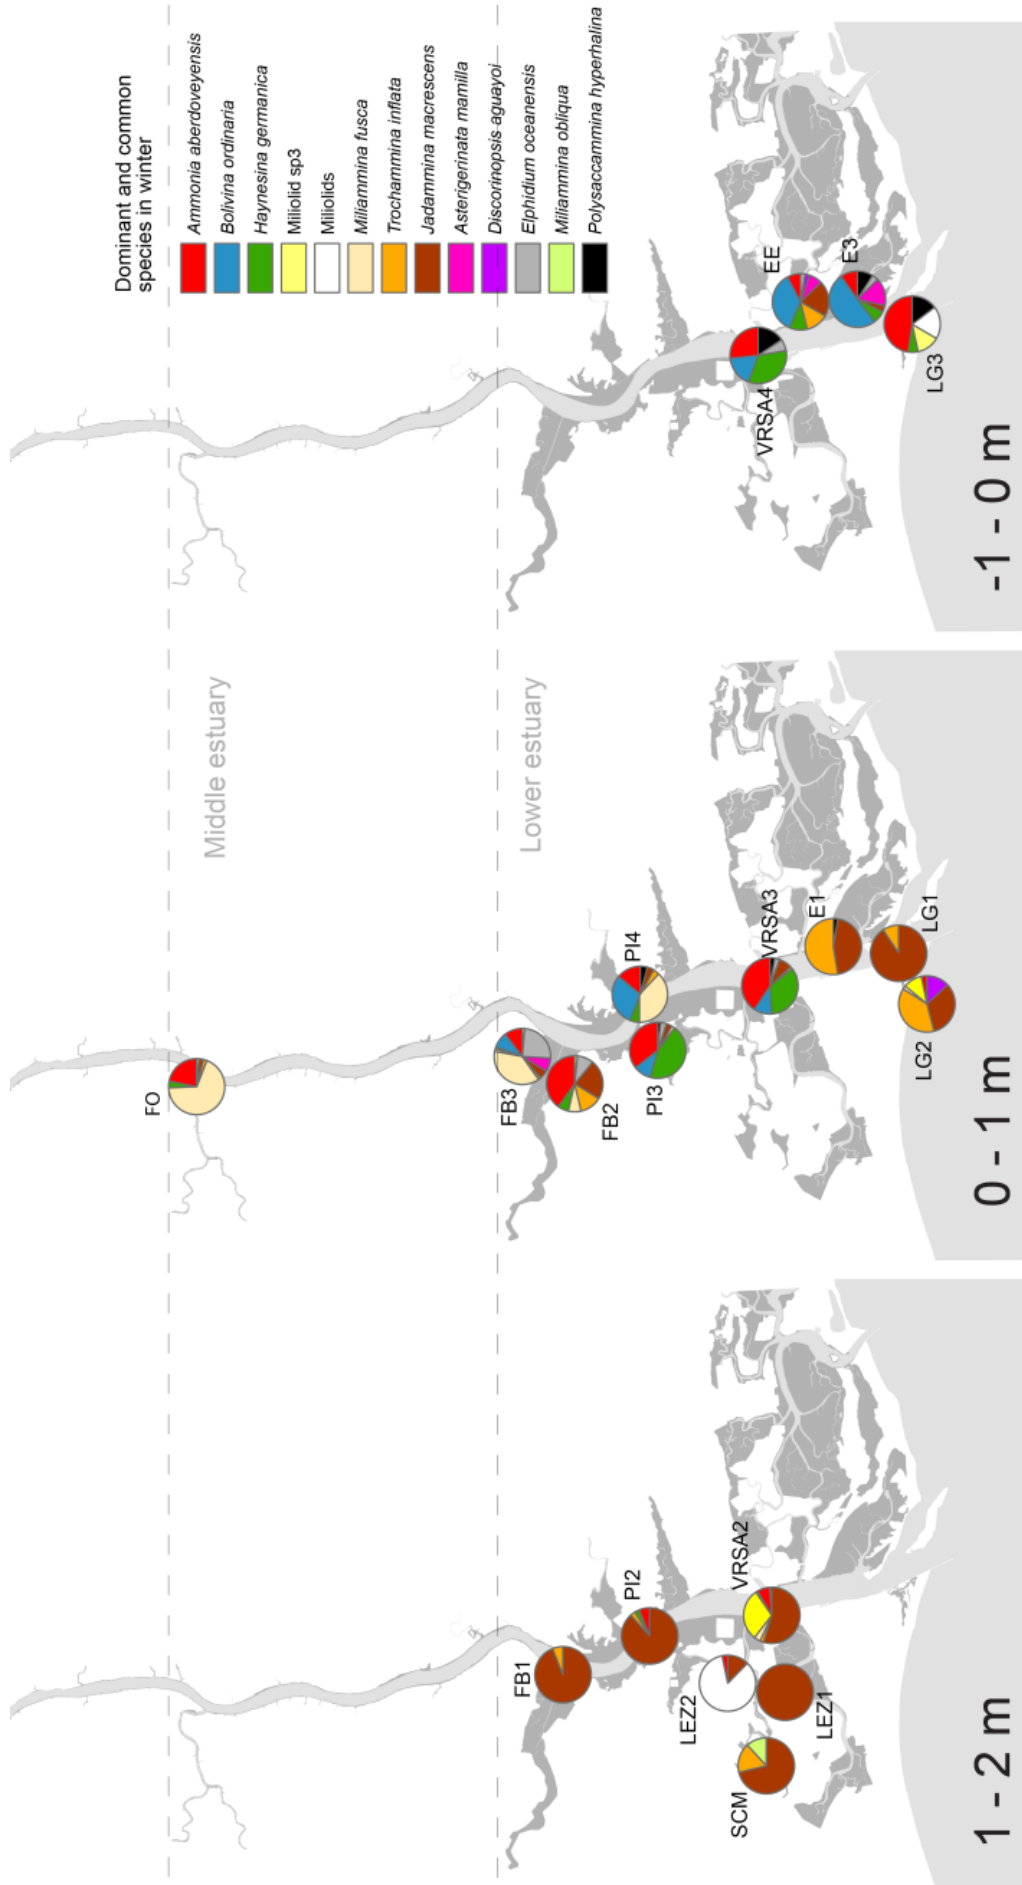 Dominant and common
species in winter
Ammonia aberdoveyensis
Bolivina ordinaria
Haynesina germanica
Miliolid sp3
Miliolids
Miliammina fusca
Trochammina inflata
Jadammina macrescens
Asterigerinata mamilla
Discorinopsis aguayoi
Elphidium oceanensis
Miliammina obliqua
Polysaccammina hyperhalina
Middle estuary
Lower estuary
FB1
PI2
VRSA2
LEZ2
LEZ1
SCM
1 - 2 m
FO
FB3
FB2
PI4
PI3
VRSA3
E1
LG1
LG2
0 - 1 m
EE
E3
VRSA4
LG3
-1 - 0 m